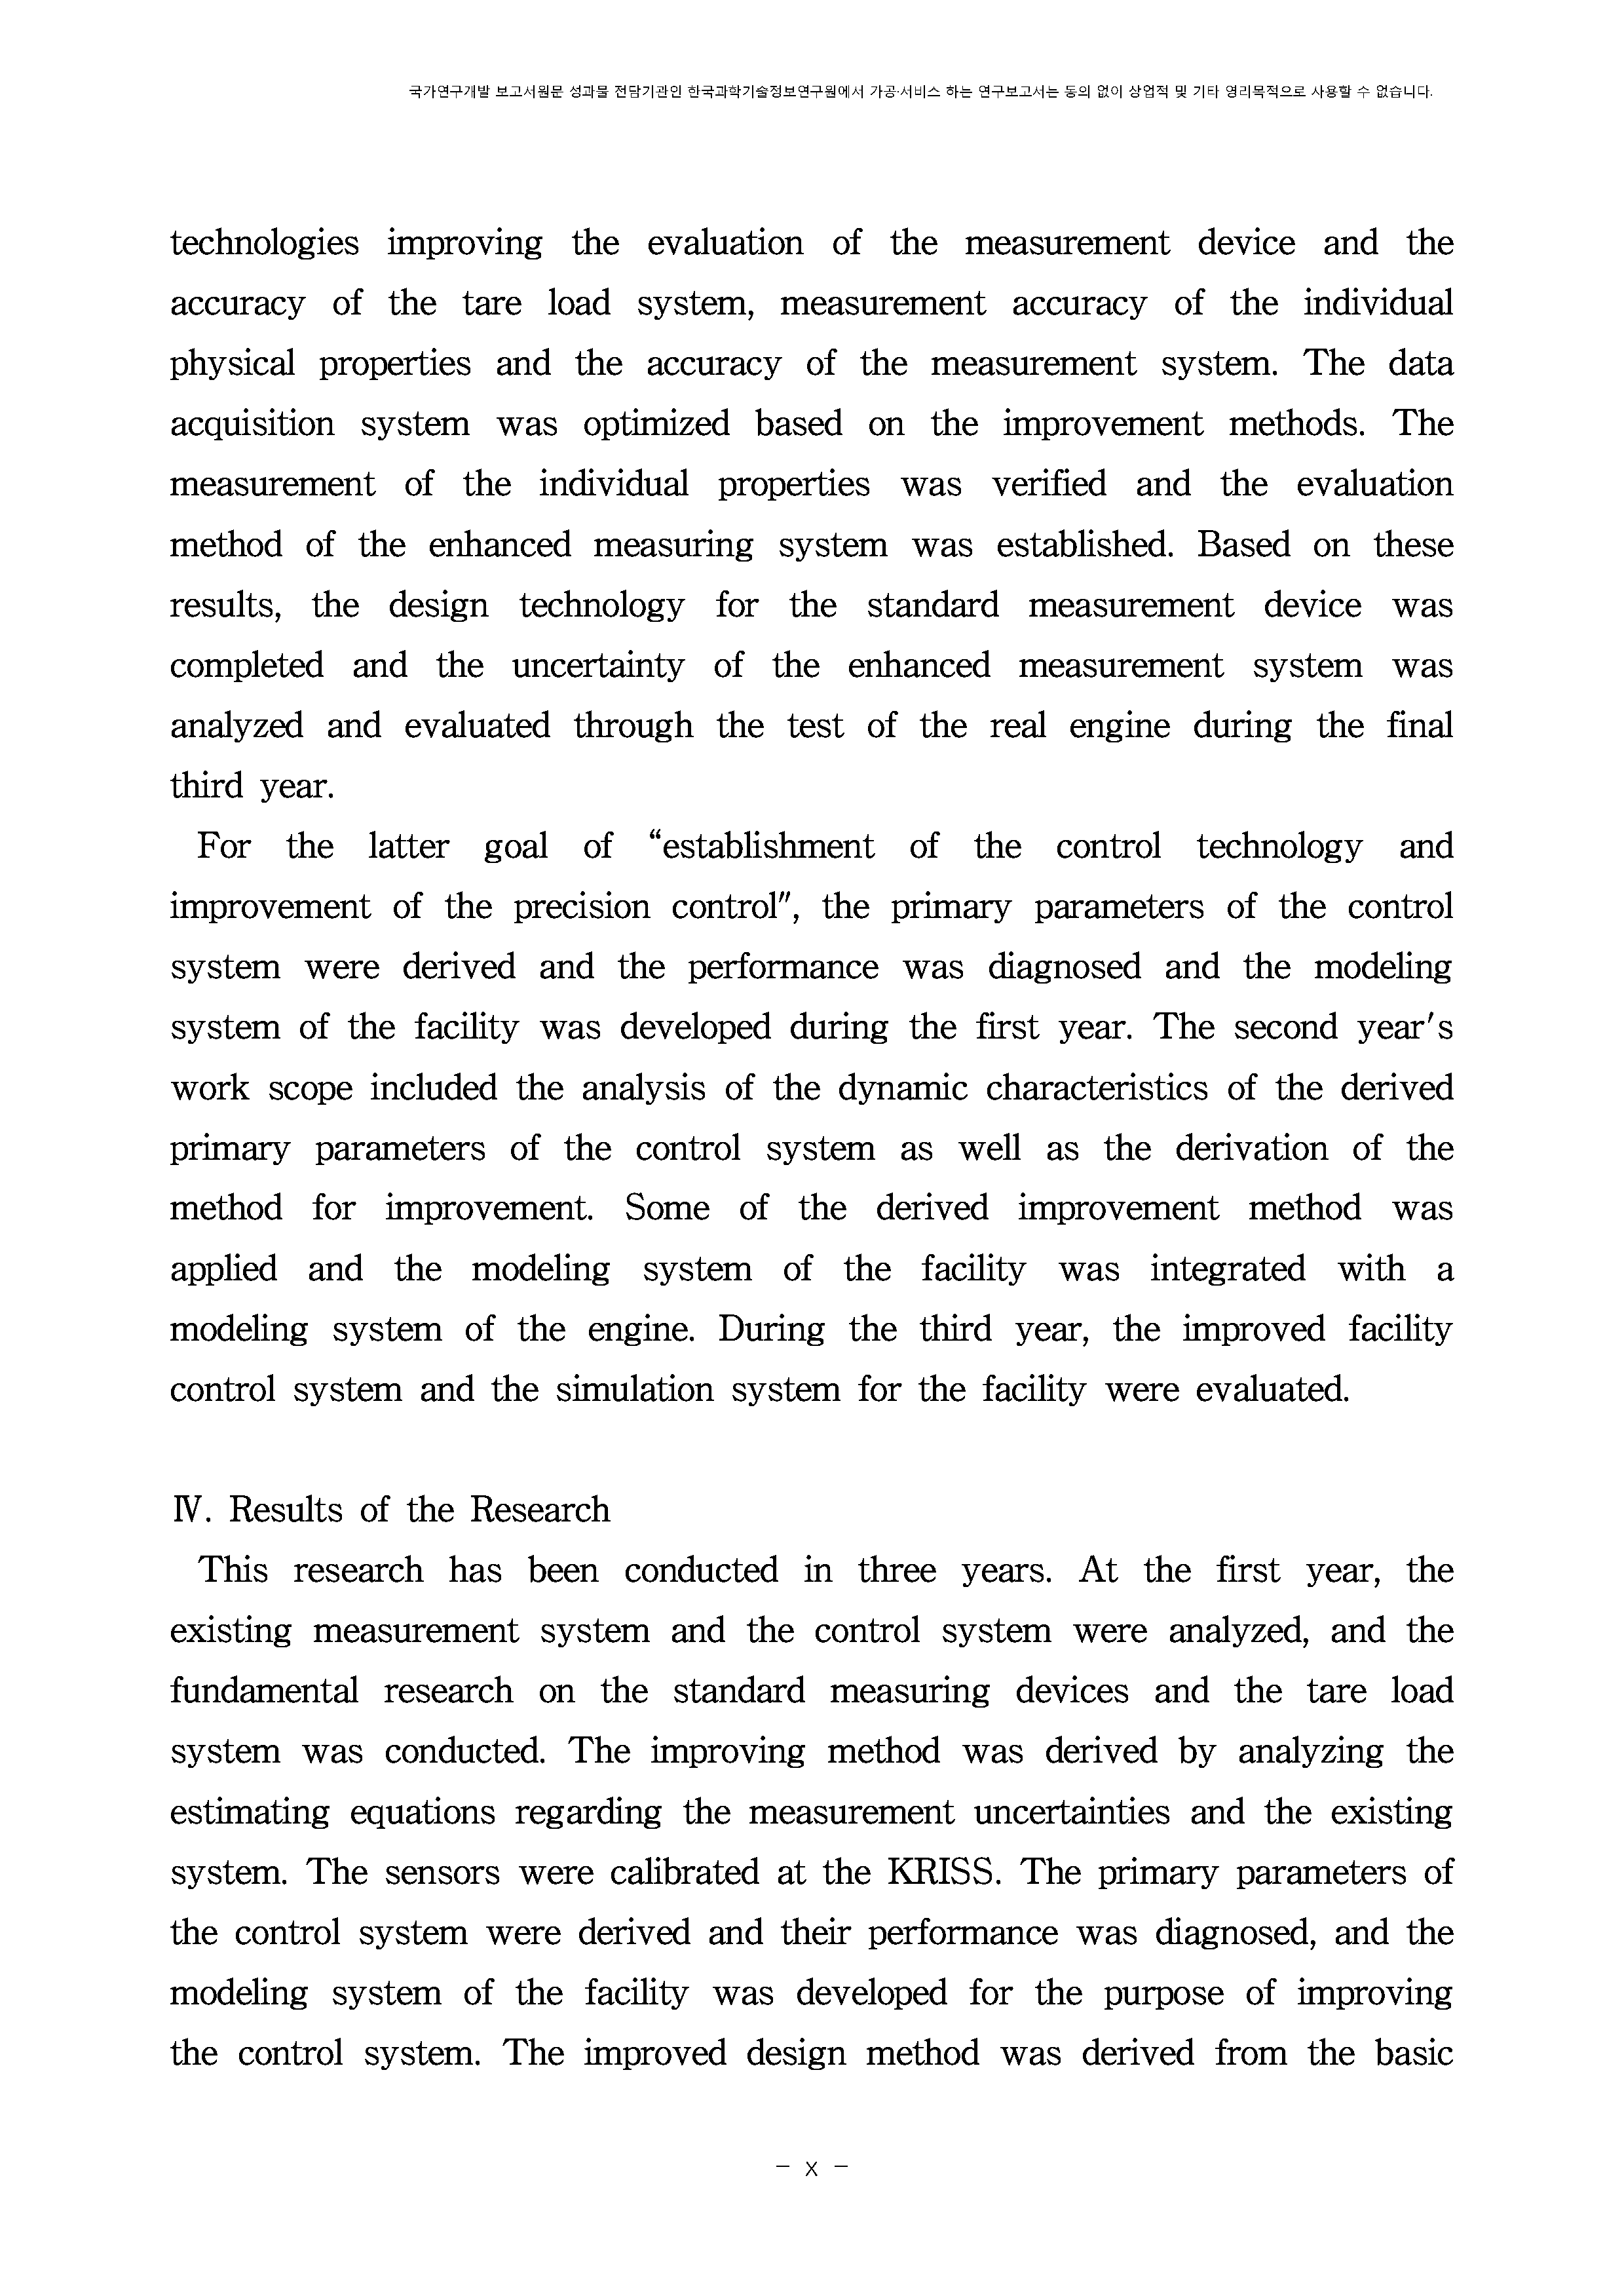 국가연구개발 보고서원문 성과물 전담기관인 한국과학기술정보연구원에서 가공·서비스 하는 연구보고서는 동의 없이 상업적 및 기타 영리목적으로 사용할 수 없습니다.
technologies improving the evaluation of the measurement device and the
accuracy of the tare load system, measurement accuracy of the individual
physical properties and the accuracy of the measurement system. The data
acquisition system was optimized based on the improvement methods. The
measurement of the individual properties was verified and the evaluation
method of the enhanced measuring system was established. Based on these
results, the design technology for the standard measurement device was
completed and the uncertainty of the enhanced measurement system was
analyzed and evaluated through the test of the real engine during the final
third year.
For the latter goal of “establishment of the control technology and
improvement of the precision control", the primary parameters of the control
system were derived and the performance was diagnosed and the modeling
system of the facility was developed during the first year. The second year's
work scope included the analysis of the dynamic characteristics of the derived
primary parameters of the control system as well as the derivation of the
method for improvement. Some of the derived improvement method was
applied and the modeling system of the facility was integrated with a
modeling system of the engine. During the third year, the improved facility
control system and the simulation system for the facility were evaluated.
Ⅳ. Results of the Research
This research has been conducted in three years. At the first year, the
existing measurement system and the control system were analyzed, and the
fundamental research on the standard measuring devices and the tare load
system was conducted. The improving method was derived by analyzing the
estimating equations regarding the measurement uncertainties and the existing
system. The sensors were calibrated at the KRISS. The primary parameters of
the control system were derived and their performance was diagnosed, and the
modeling system of the facility was developed for the purpose of improving
the control system. The improved design method was derived from the basic
- x -